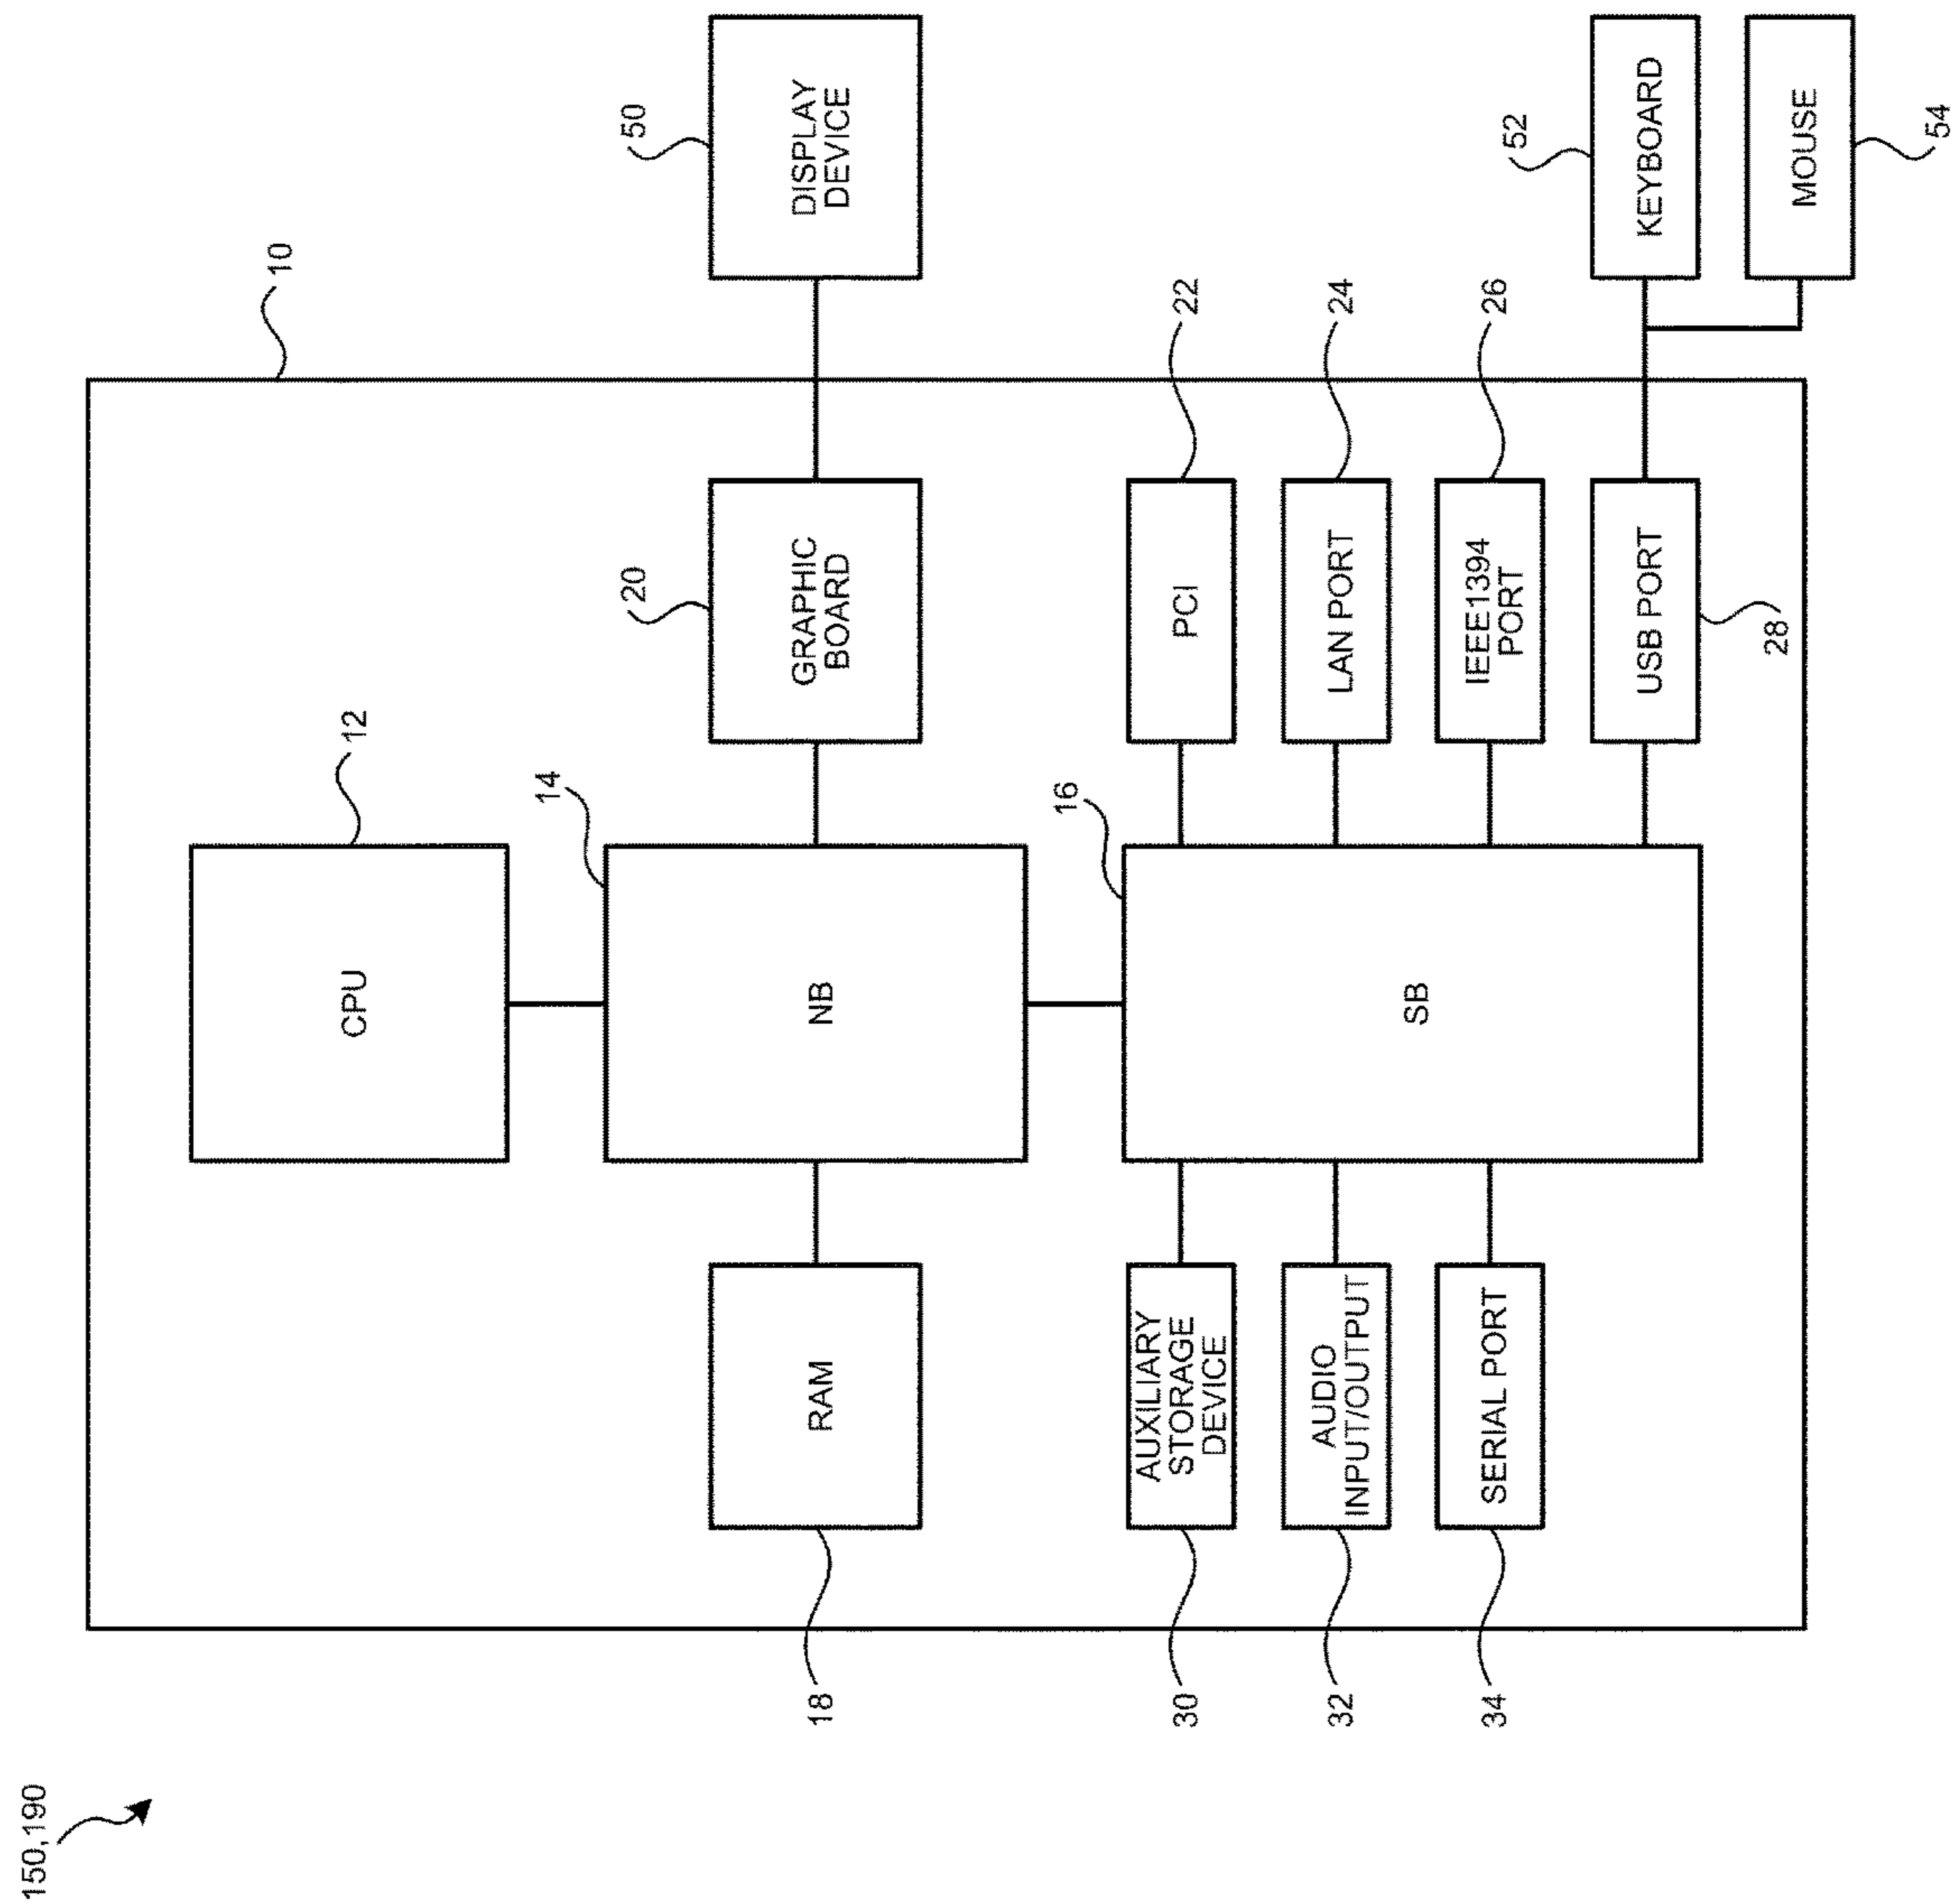 150,190
10
CPU
12
14
NB
RAM
18
20
GRAPHIC
BOARD
50
DISPLAY
DEVICE
16
SB
AUXILIARY
STORAGE
DEVICE
30
AUDIO
INPUT/OUTPUT
32
SERIAL PORT
34
PCI
22
LAN PORT
24
IEEE1394
PORT
26
USB PORT
28
52
KEYBOARD
MOUSE
54